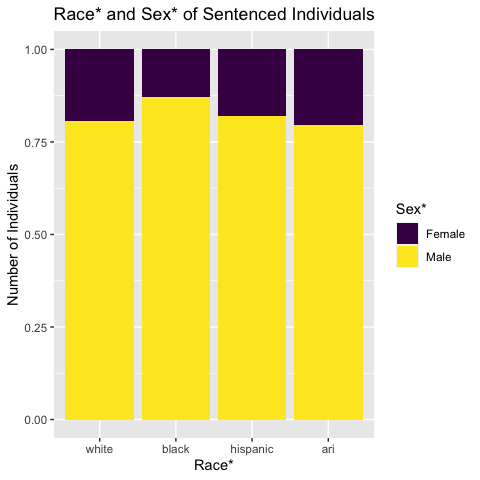 Race* and Sex* of Sentenced Individuals
1.00
0.75
0.50
0.25
0.00
Number of Individuals
white black hispanic ari
Race*
Sex*
Female
Male